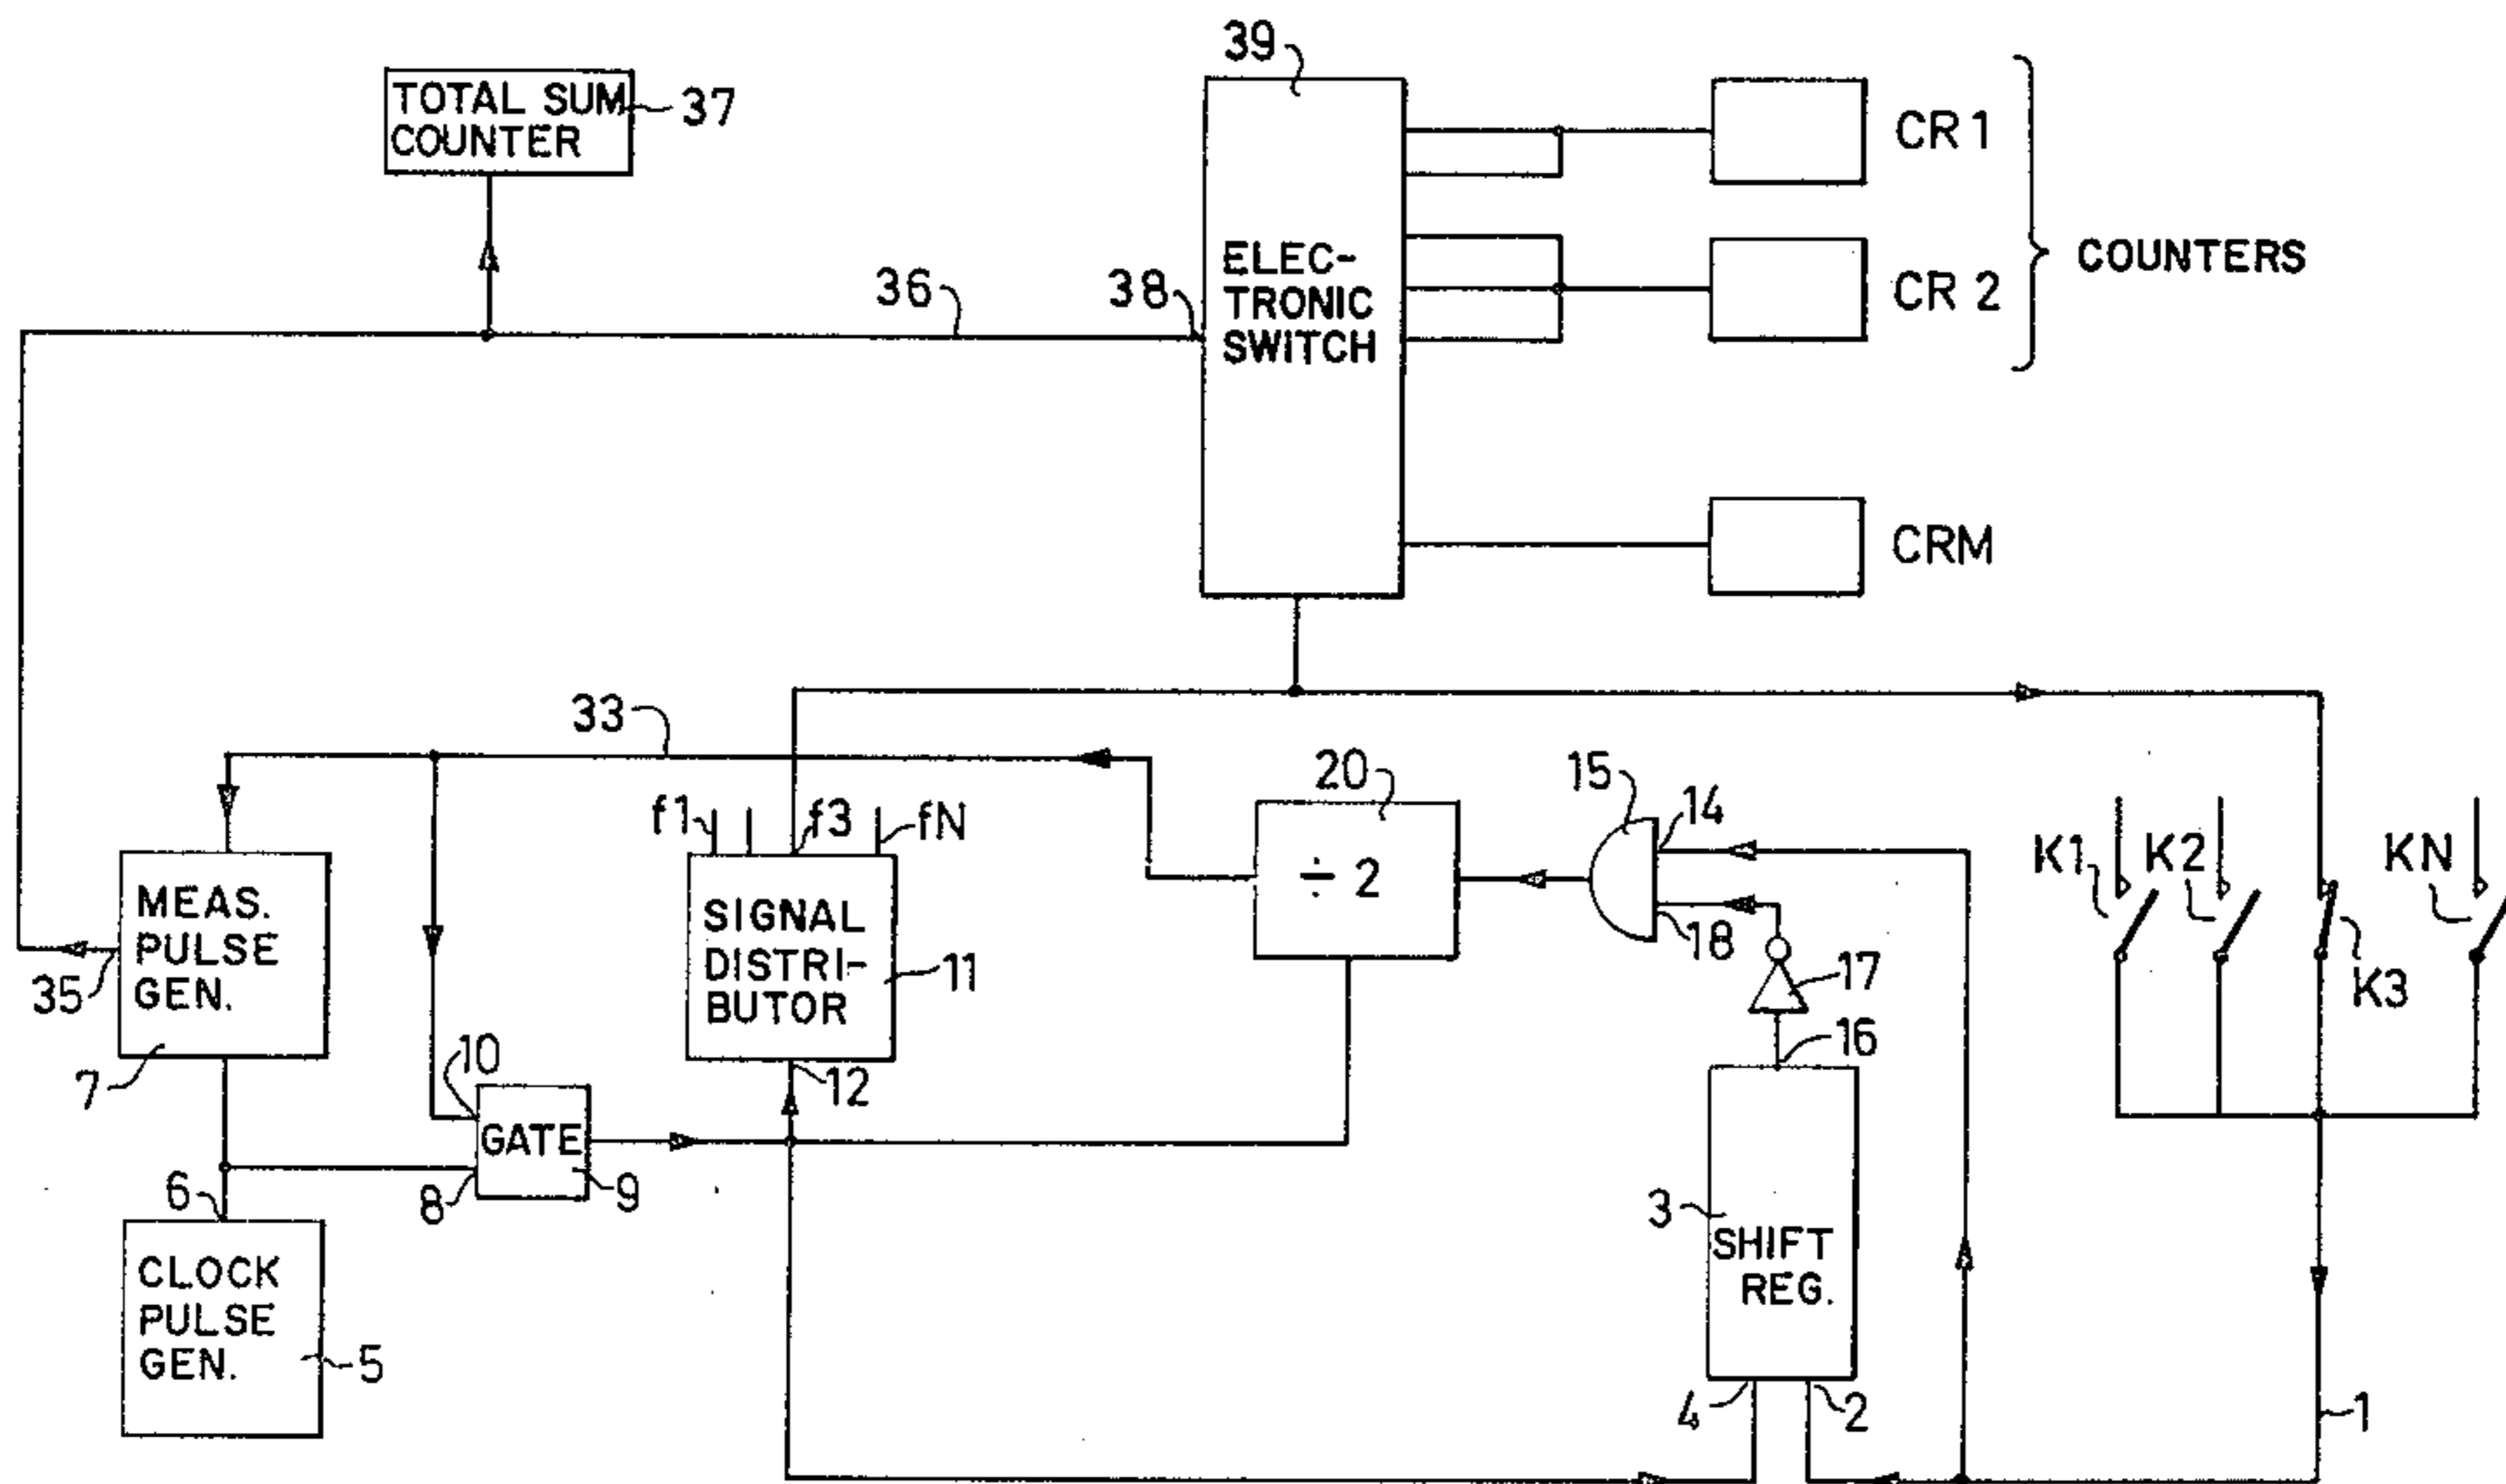 39
TOTAL SUM
COUNTER
37
CR 1
ELEC-
TRONIC
SWITCH
36
38
CR 2
COUNTERS
CRM
33
20
15
14
f1
f3
fN
K1
K2
KN
MEAS.
PULSE
GEN.
SIGNAL
DISTRI-
BUTOR
÷ 2
18
11
17
K3
35
16
10
7
12
GATE
6
8
9
3
SHIFT
REG.
CLOCK
PULSE
GEN.
5
4
2
1